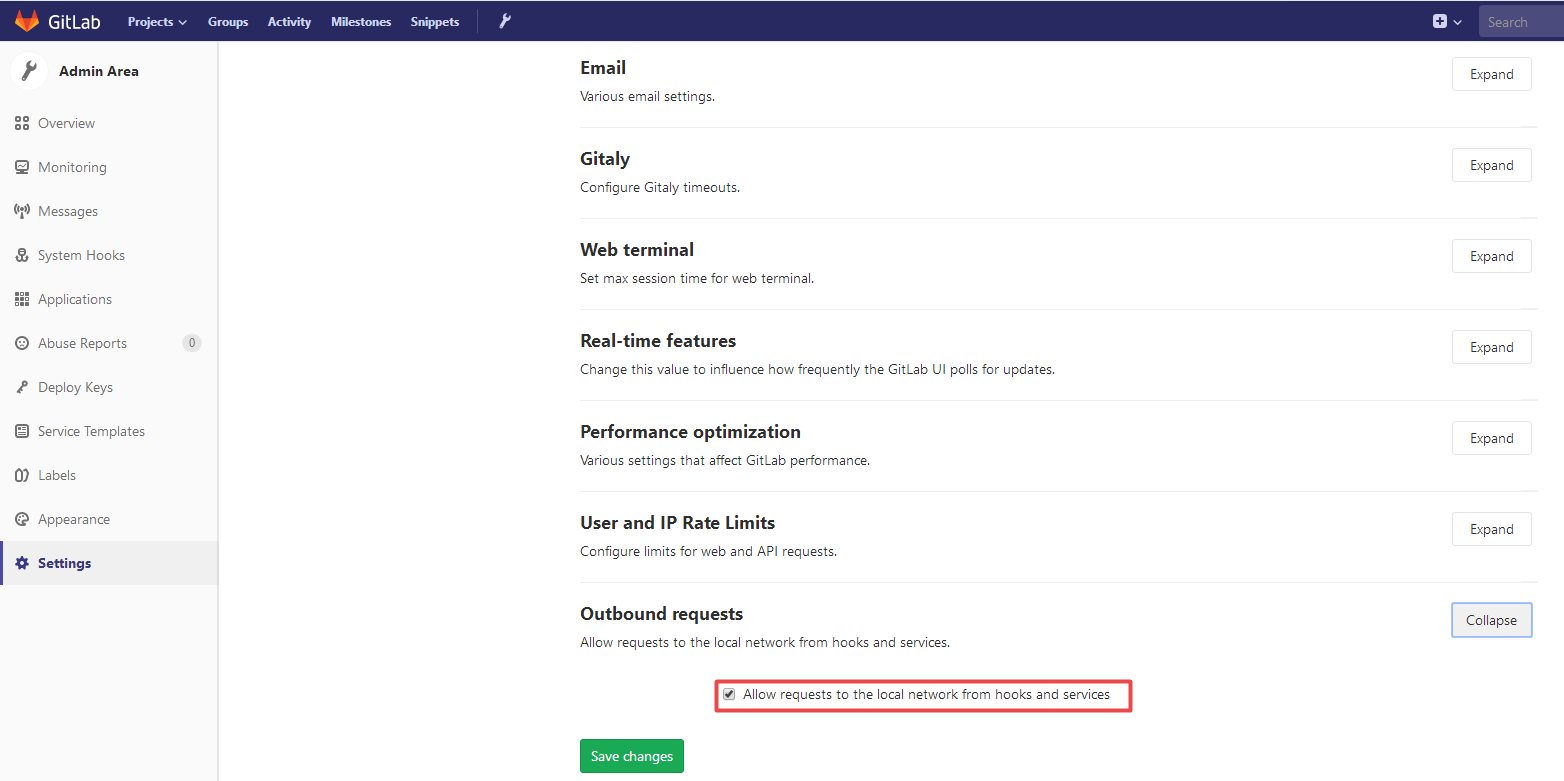 GitLab Projects Groups Activity Milestones Snippets Search
Admin Area
Overview
Monitoring
Messages
System Hooks
Applications
Abuse Reports 0
Deploy Keys
Service Templates
Labels
Appearance
Settings
Email
Expand
Various email settings.
Gitaly
Expand
Configure Gitaly timeouts.
Web terminal
Expand
Set max session time for web terminal.
Real-time features
Expand
Change this value to influence how frequently the GitLab UI polls for updates.
Performance optimization
Expand
Various settings that affect GitLab performance.
User and IP Rate Limits
Expand
Configure limits for web and API requests.
Outbound requests
Collapse
Allow requests to the local network from hooks and services.
Allow requests to the local network from hooks and services
Save changes